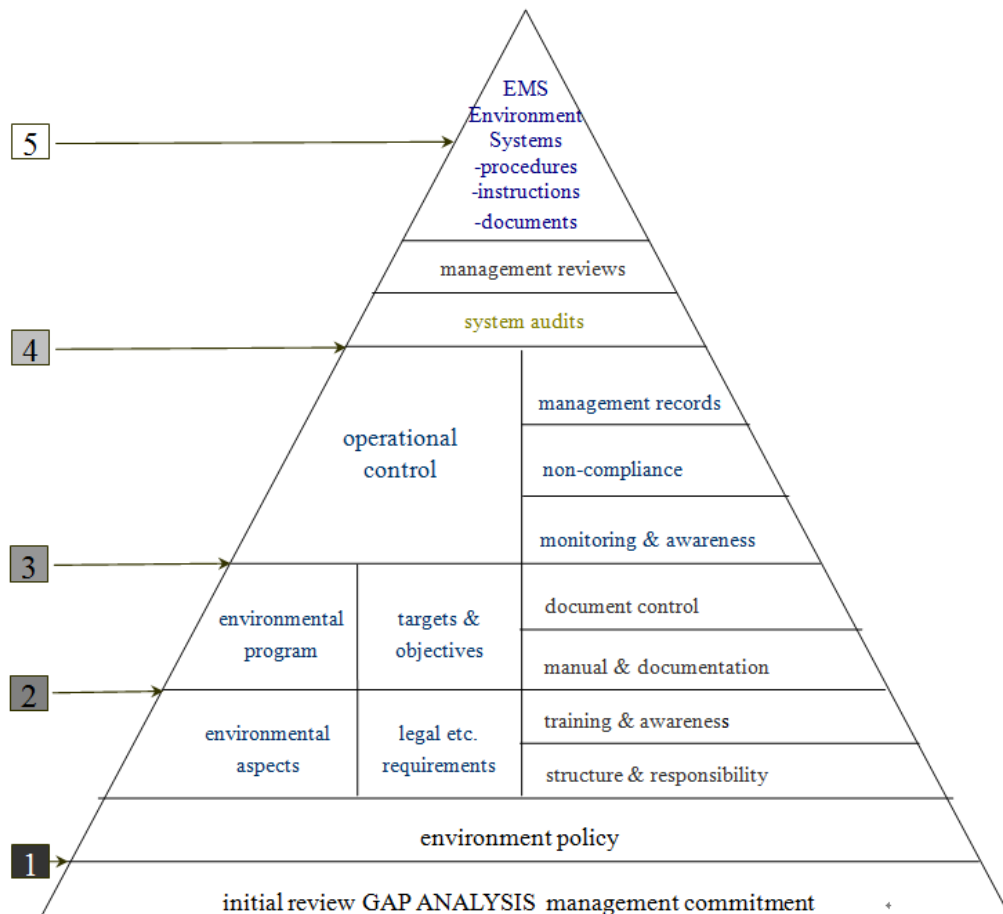 EMS
Environment
Systems
-procedures
-instructions
-documents
5
management reviews
system audits
4
operational
control
management records
non-compliance
monitoring & awareness
3
environmental
program
targets &
objectives
document control
manual & documentation
2
environmental
aspects
legal etc.
requirements
training & awareness
structure & responsibility
environment policy
1
initial review GAP ANALYSIS management commitment